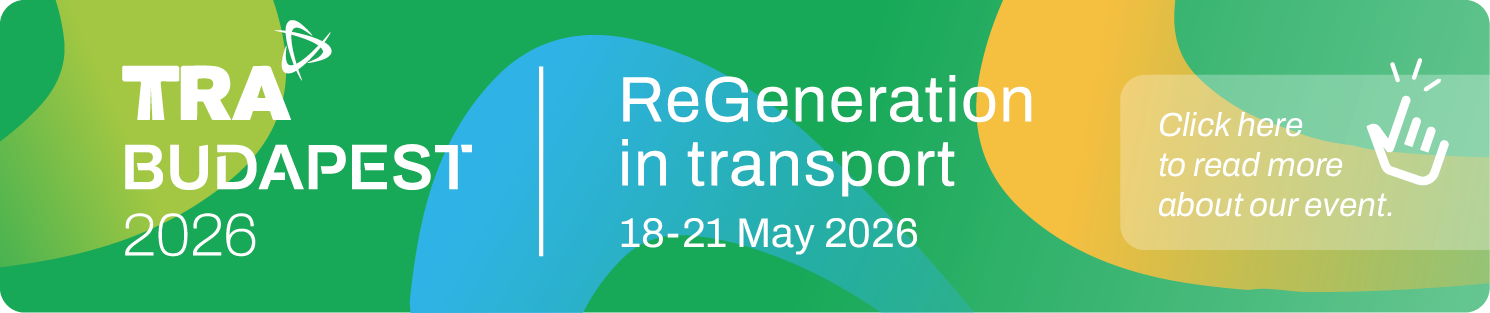 TRA
BUDAPEST
2026
ReGeneration
in transport
18-21 May 2026
Click here
to read more
about our event.